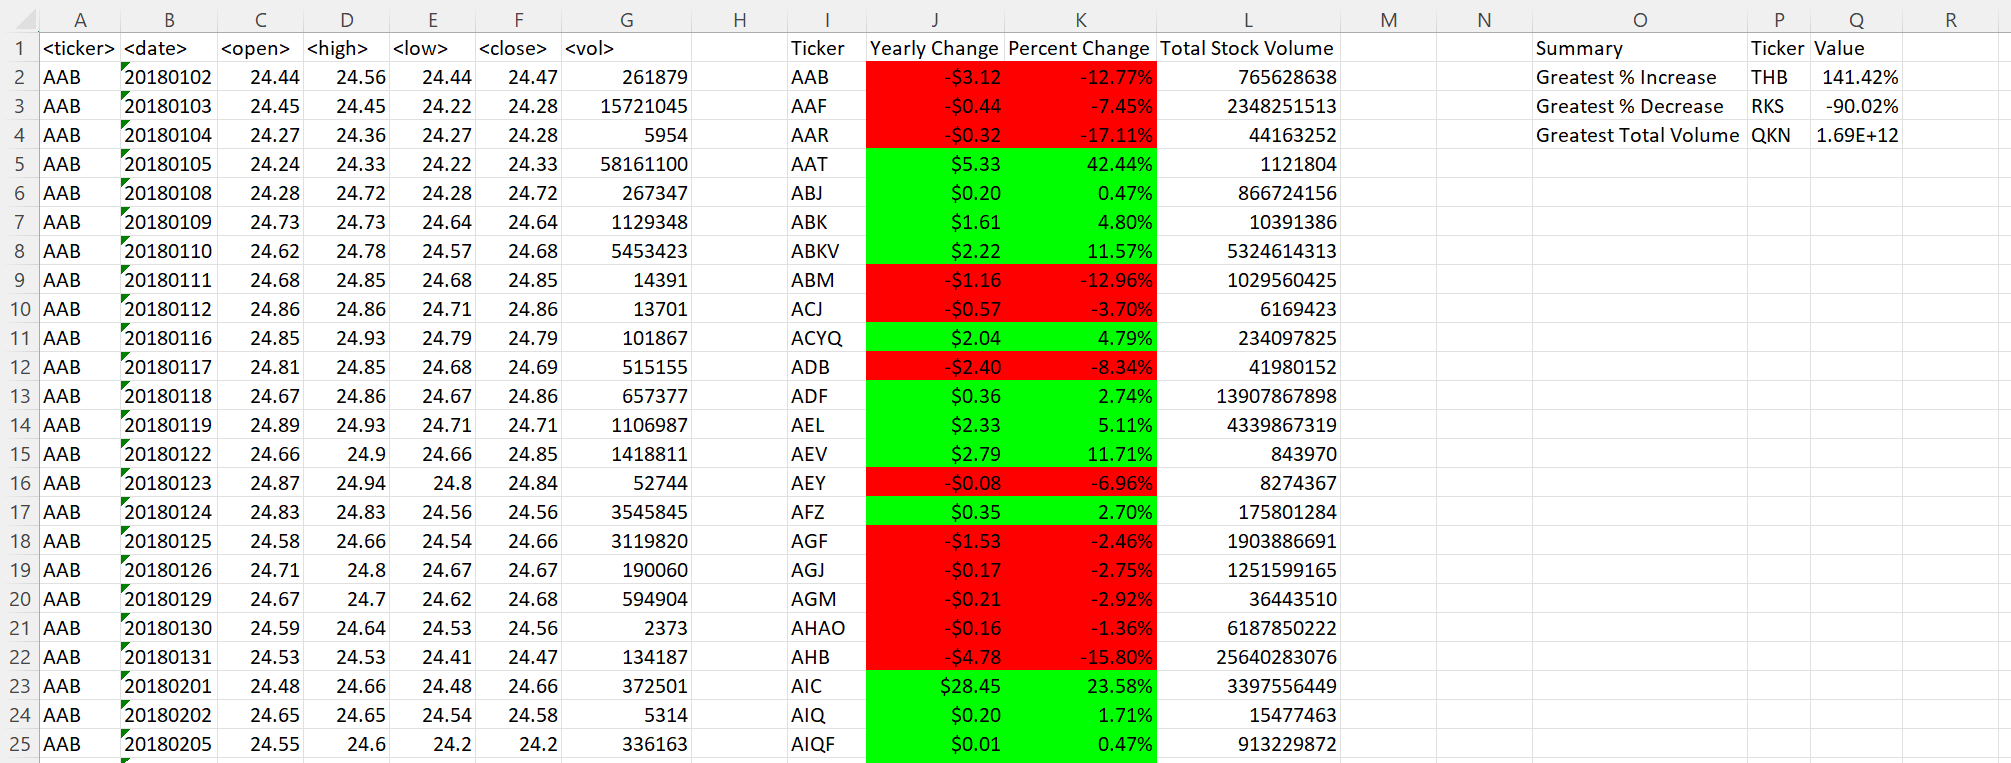 A B C D E F G H I J K L M N O P Q R
1 <ticker> <date> <open> <high> <low> <close> <vol> Ticker Yearly Change Percent Change Total Stock Volume Summary Ticker Value
2 AAB 20180102 24.44 24.56 24.44 24.47 261879 AAB -$3.12 -12.77% 765628638 Greatest % Increase THB 141.42%
3 AAB 20180103 24.45 24.45 24.22 24.28 15721045 AAF -$0.44 -7.45% 2348251513 Greatest % Decrease RKS -90.02%
4 AAB 20180104 24.27 24.36 24.27 24.28 5954 AAR -$0.32 -17.11% 44163252 Greatest Total Volume QKN 1.69E+12
5 AAB 20180105 24.24 24.33 24.22 24.33 58161100 AAT $5.33 42.44% 1121804
6 AAB 20180108 24.28 24.72 24.28 24.72 267347 ABJ $0.20 0.47% 866724156
7 AAB 20180109 24.73 24.73 24.64 24.64 1129348 ABK $1.61 4.80% 10391386
8 AAB 20180110 24.62 24.78 24.57 24.68 5453423 ABKV $2.22 11.57% 5324614313
9 AAB 20180111 24.68 24.85 24.68 24.85 14391 ABM -$1.16 -12.96% 1029560425
10 AAB 20180112 24.86 24.86 24.71 24.86 13701 ACJ -$0.57 -3.70% 6169423
11 AAB 20180116 24.85 24.93 24.79 24.79 101867 ACYQ $2.04 4.79% 234097825
12 AAB 20180117 24.81 24.85 24.68 24.69 515155 ADB -$2.40 -8.34% 41980152
13 AAB 20180118 24.67 24.86 24.67 24.86 657377 ADF $0.36 2.74% 13907867898
14 AAB 20180119 24.89 24.93 24.71 24.71 1106987 AEL $2.33 5.11% 4339867319
15 AAB 20180122 24.66 24.9 24.66 24.85 1418811 AEV $2.79 11.71% 843970
16 AAB 20180123 24.87 24.94 24.8 24.84 52744 AEY -$0.08 -6.96% 8274367
17 AAB 20180124 24.83 24.83 24.56 24.56 3545845 AFZ $0.35 2.70% 175801284
18 AAB 20180125 24.58 24.66 24.54 24.66 3119820 AGF -$1.53 -2.46% 1903886691
19 AAB 20180126 24.71 24.8 24.67 24.67 190060 AGJ -$0.17 -2.75% 1251599165
20 AAB 20180129 24.67 24.7 24.62 24.68 594904 AGM -$0.21 -2.92% 36443510
21 AAB 20180130 24.59 24.64 24.53 24.56 2373 AHAO -$0.16 -1.36% 6187850222
22 AAB 20180131 24.53 24.53 24.41 24.47 134187 AHB -$4.78 -15.80% 25640283076
23 AAB 20180201 24.48 24.66 24.48 24.66 372501 AIC $28.45 23.58% 3397556449
24 AAB 20180202 24.65 24.65 24.54 24.58 5314 AIQ $0.20 1.71% 15477463
25 AAB 20180205 24.55 24.6 24.2 24.2 336163 AIQF $0.01 0.47% 913229872